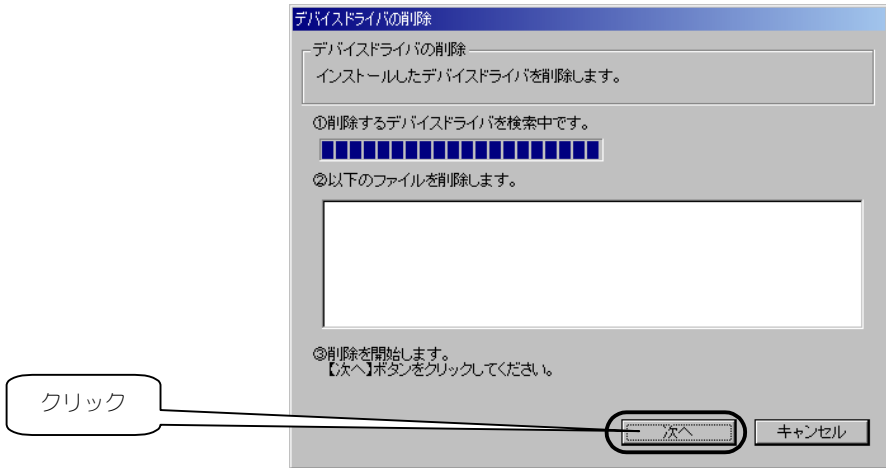 デバイスドライバの削除
デバイスドライバの削除
インストールしたデバイスドライバを削除します。
①削除するデバイスドライバを検索中です。
②以下のファイルを削除します。
③削除を開始します。
【次へ】ボタンをクリックしてください。
クリック
次へ
キャンセル